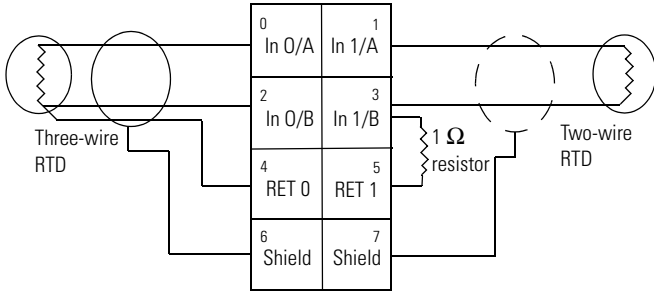 0
1
In 0/A
In 1/A
2
3
In 0/B
In 1/B
Three-wire
RTD
1 Ω
resistor
Two-wire
RTD
4
5
RET 0
RET 1
6
7
Shield
Shield